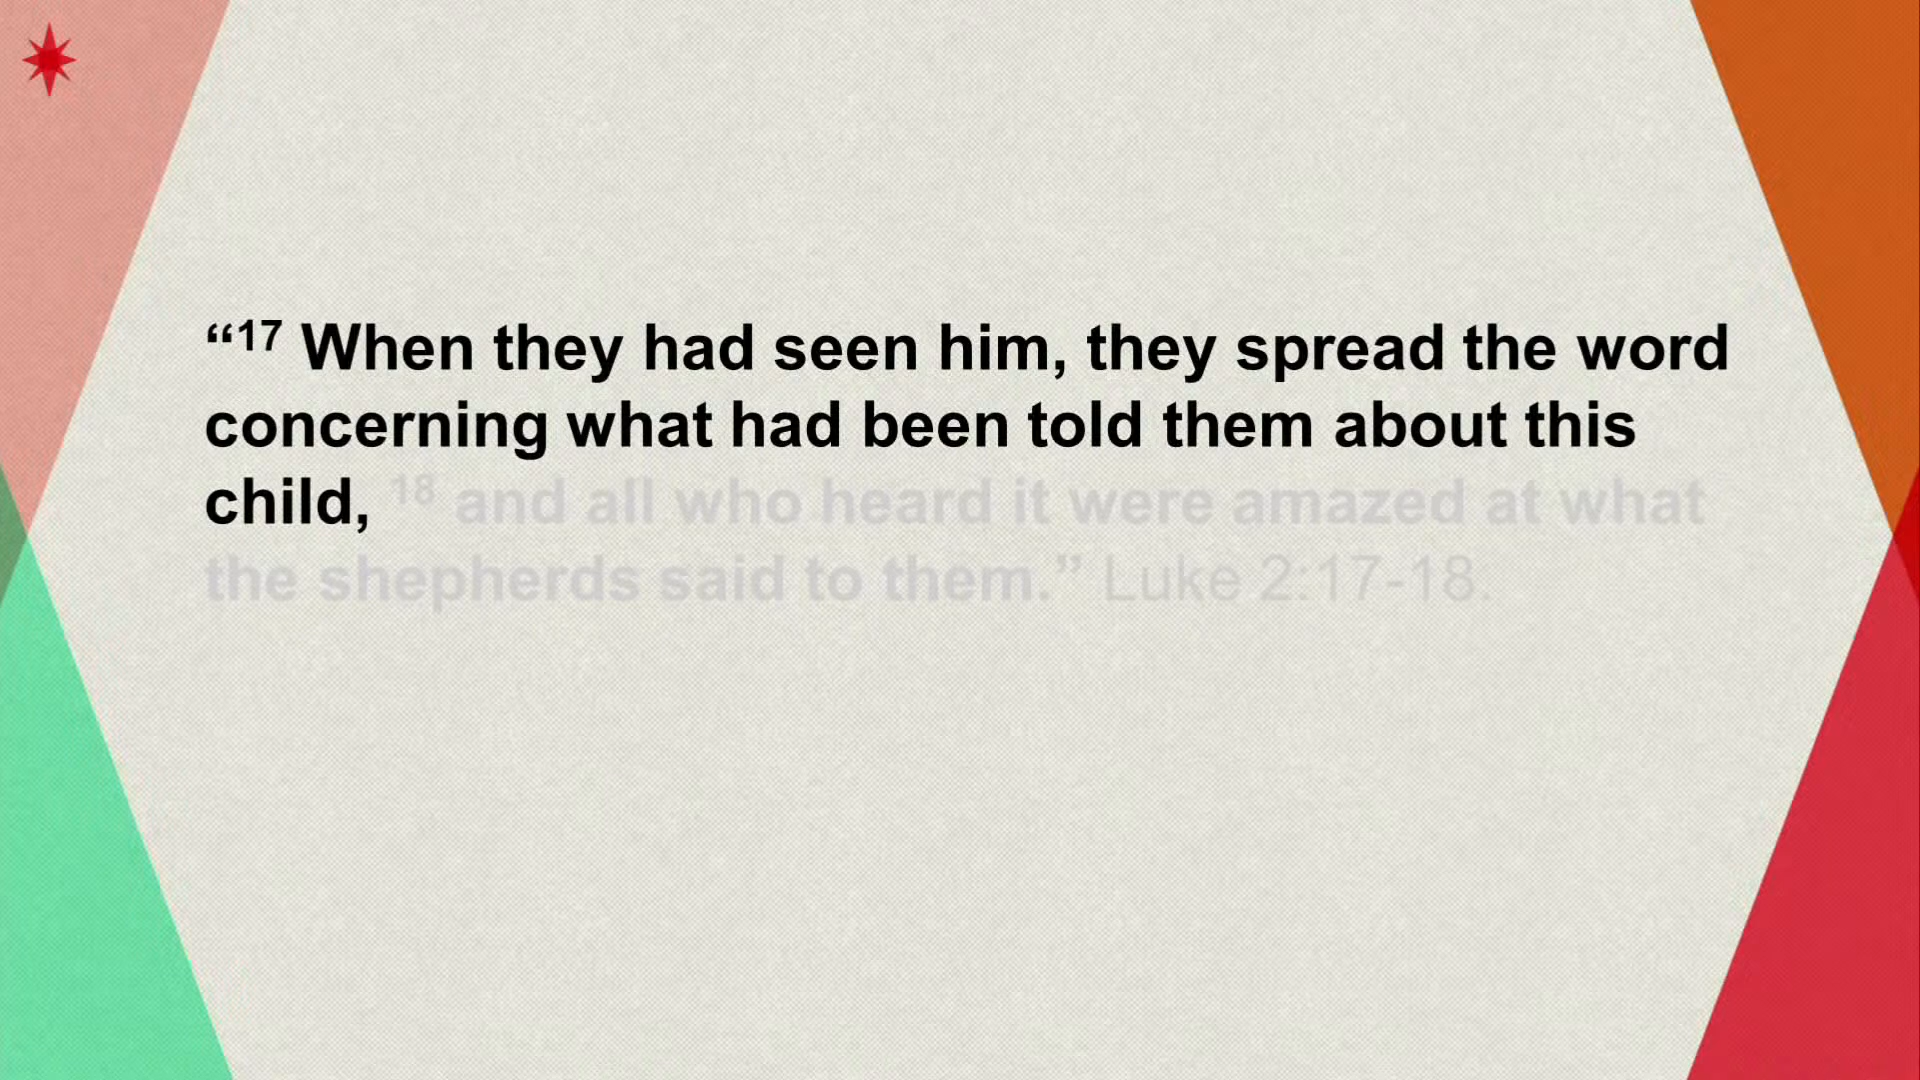 “17 When they had seen him, they spread the word
concerning what had been told them about this
child, 18 and all who heard it were amazed at what
the shepherds said to them.” Luke 2:17-18.